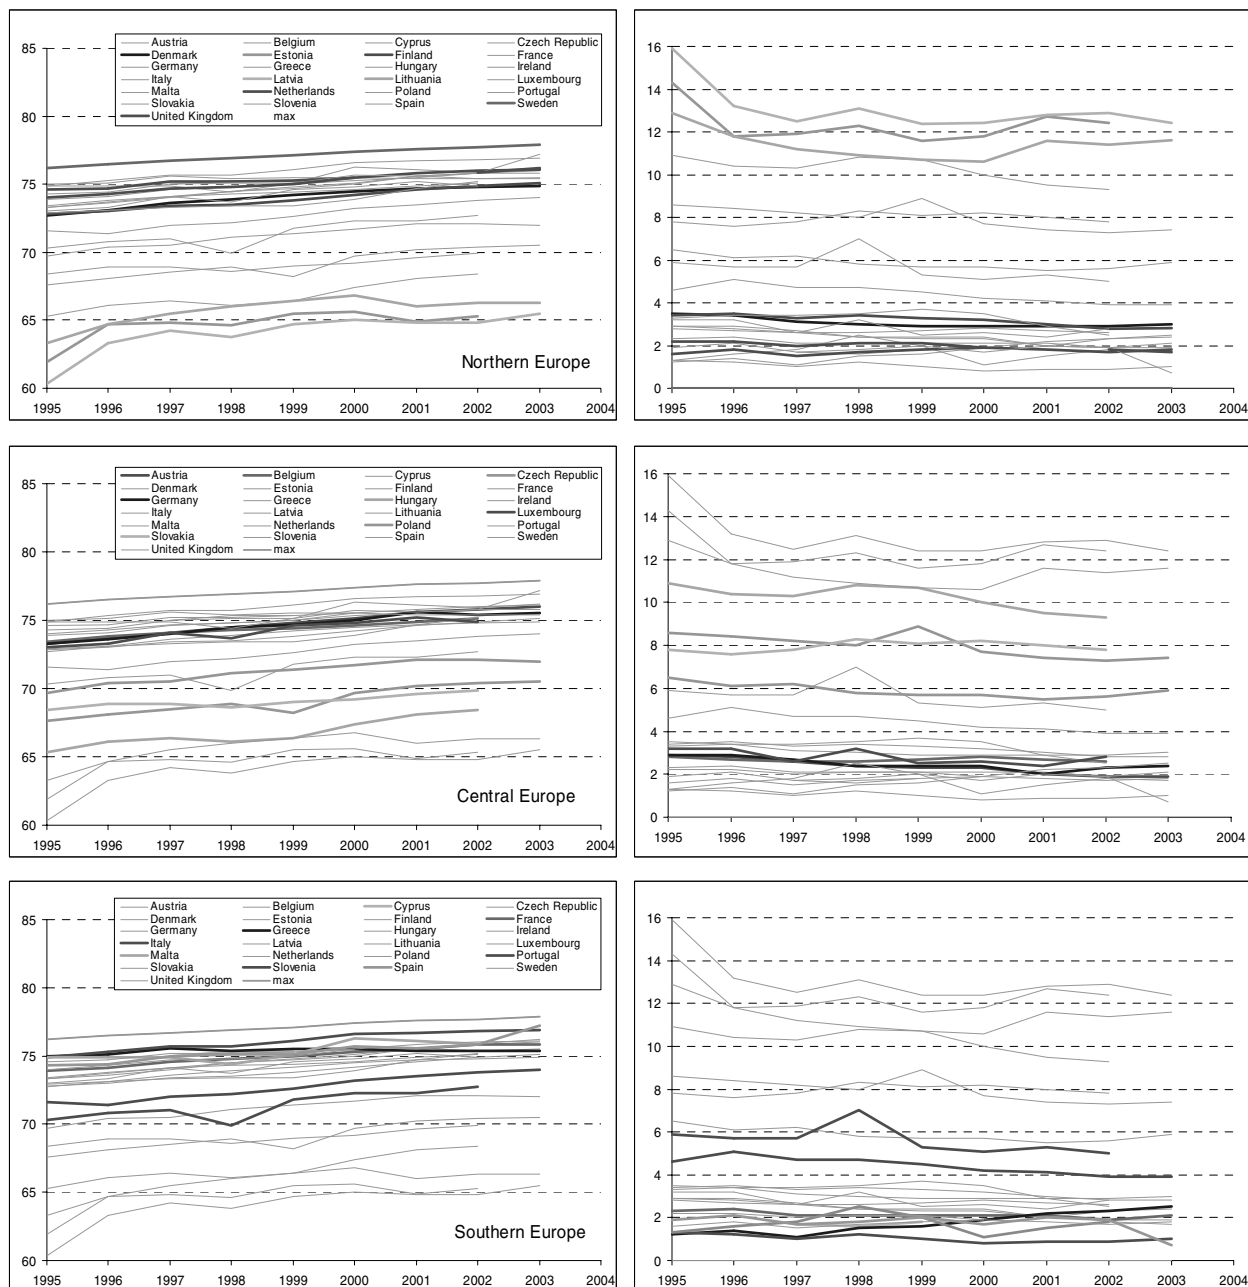 85
80
75
70
65
60
Austria Belgium Cyprus Czech Republic
Denmark Estonia Finland France
Germany Greece Hungary Ireland
Italy Latvia Lithuania Luxembourg
Malta Netherlands Poland Portugal
Slovakia Slovenia Spain Sweden
United Kingdom max
Northern Europe
1995 1996 1997 1998 1999 2000 2001 2002 2003 2004
16
14
12
10
8
6
4
2
0
1995 1996 1997 1998 1999 2000 2001 2002 2003 2004
85
80
75
70
65
60
Austria Belgium Cyprus Czech Republic
Denmark Estonia Finland France
Germany Greece Hungary Ireland
Italy Latvia Lithuania Luxembourg
Malta Netherlands Poland Portugal
Slovakia Slovenia Spain Sweden
United Kingdom max
Central Europe
1995 1996 1997 1998 1999 2000 2001 2002 2003 2004
16
14
12
10
8
6
4
2
0
1995 1996 1997 1998 1999 2000 2001 2002 2003 2004
85
80
75
70
65
60
Austria Belgium Cyprus Czech Republic
Denmark Estonia Finland France
Germany Greece Hungary Ireland
Italy Latvia Lithuania Luxembourg
Malta Netherlands Poland Portugal
Slovakia Slovenia Spain Sweden
United Kingdom max
Southern Europe
1995 1996 1997 1998 1999 2000 2001 2002 2003 2004
16
14
12
10
8
6
4
2
0
1995 1996 1997 1998 1999 2000 2001 2002 2003 2004